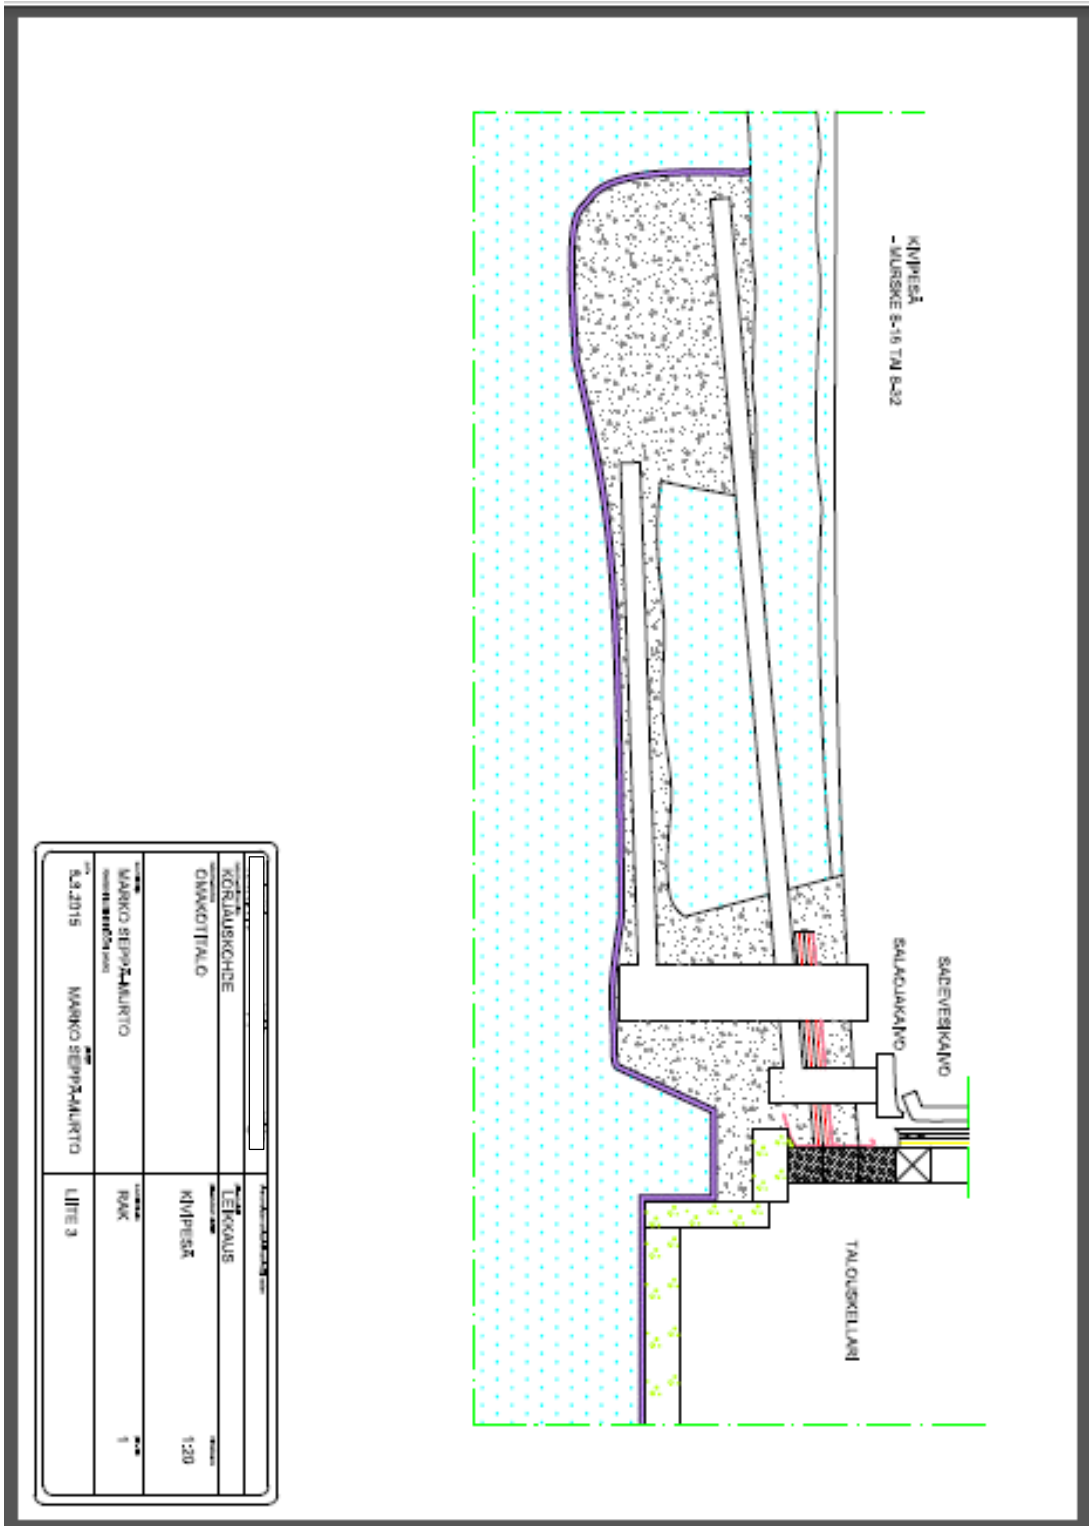 KIVIPESÄ
- MURSKE 8-16 TAI 8-32
SADEVESIKAIVO
SALAOJAKAIVO
TALOUSKELLARI
KORJAUSKOHDE
OMAKOTITALO
LEIKKAUS
KIVIPESÄ
1:20
MARKO SEPPÄ-MURTO
RAK
1
5.3.2015
MARKO SEPPÄ-MURTO
LIITE 3